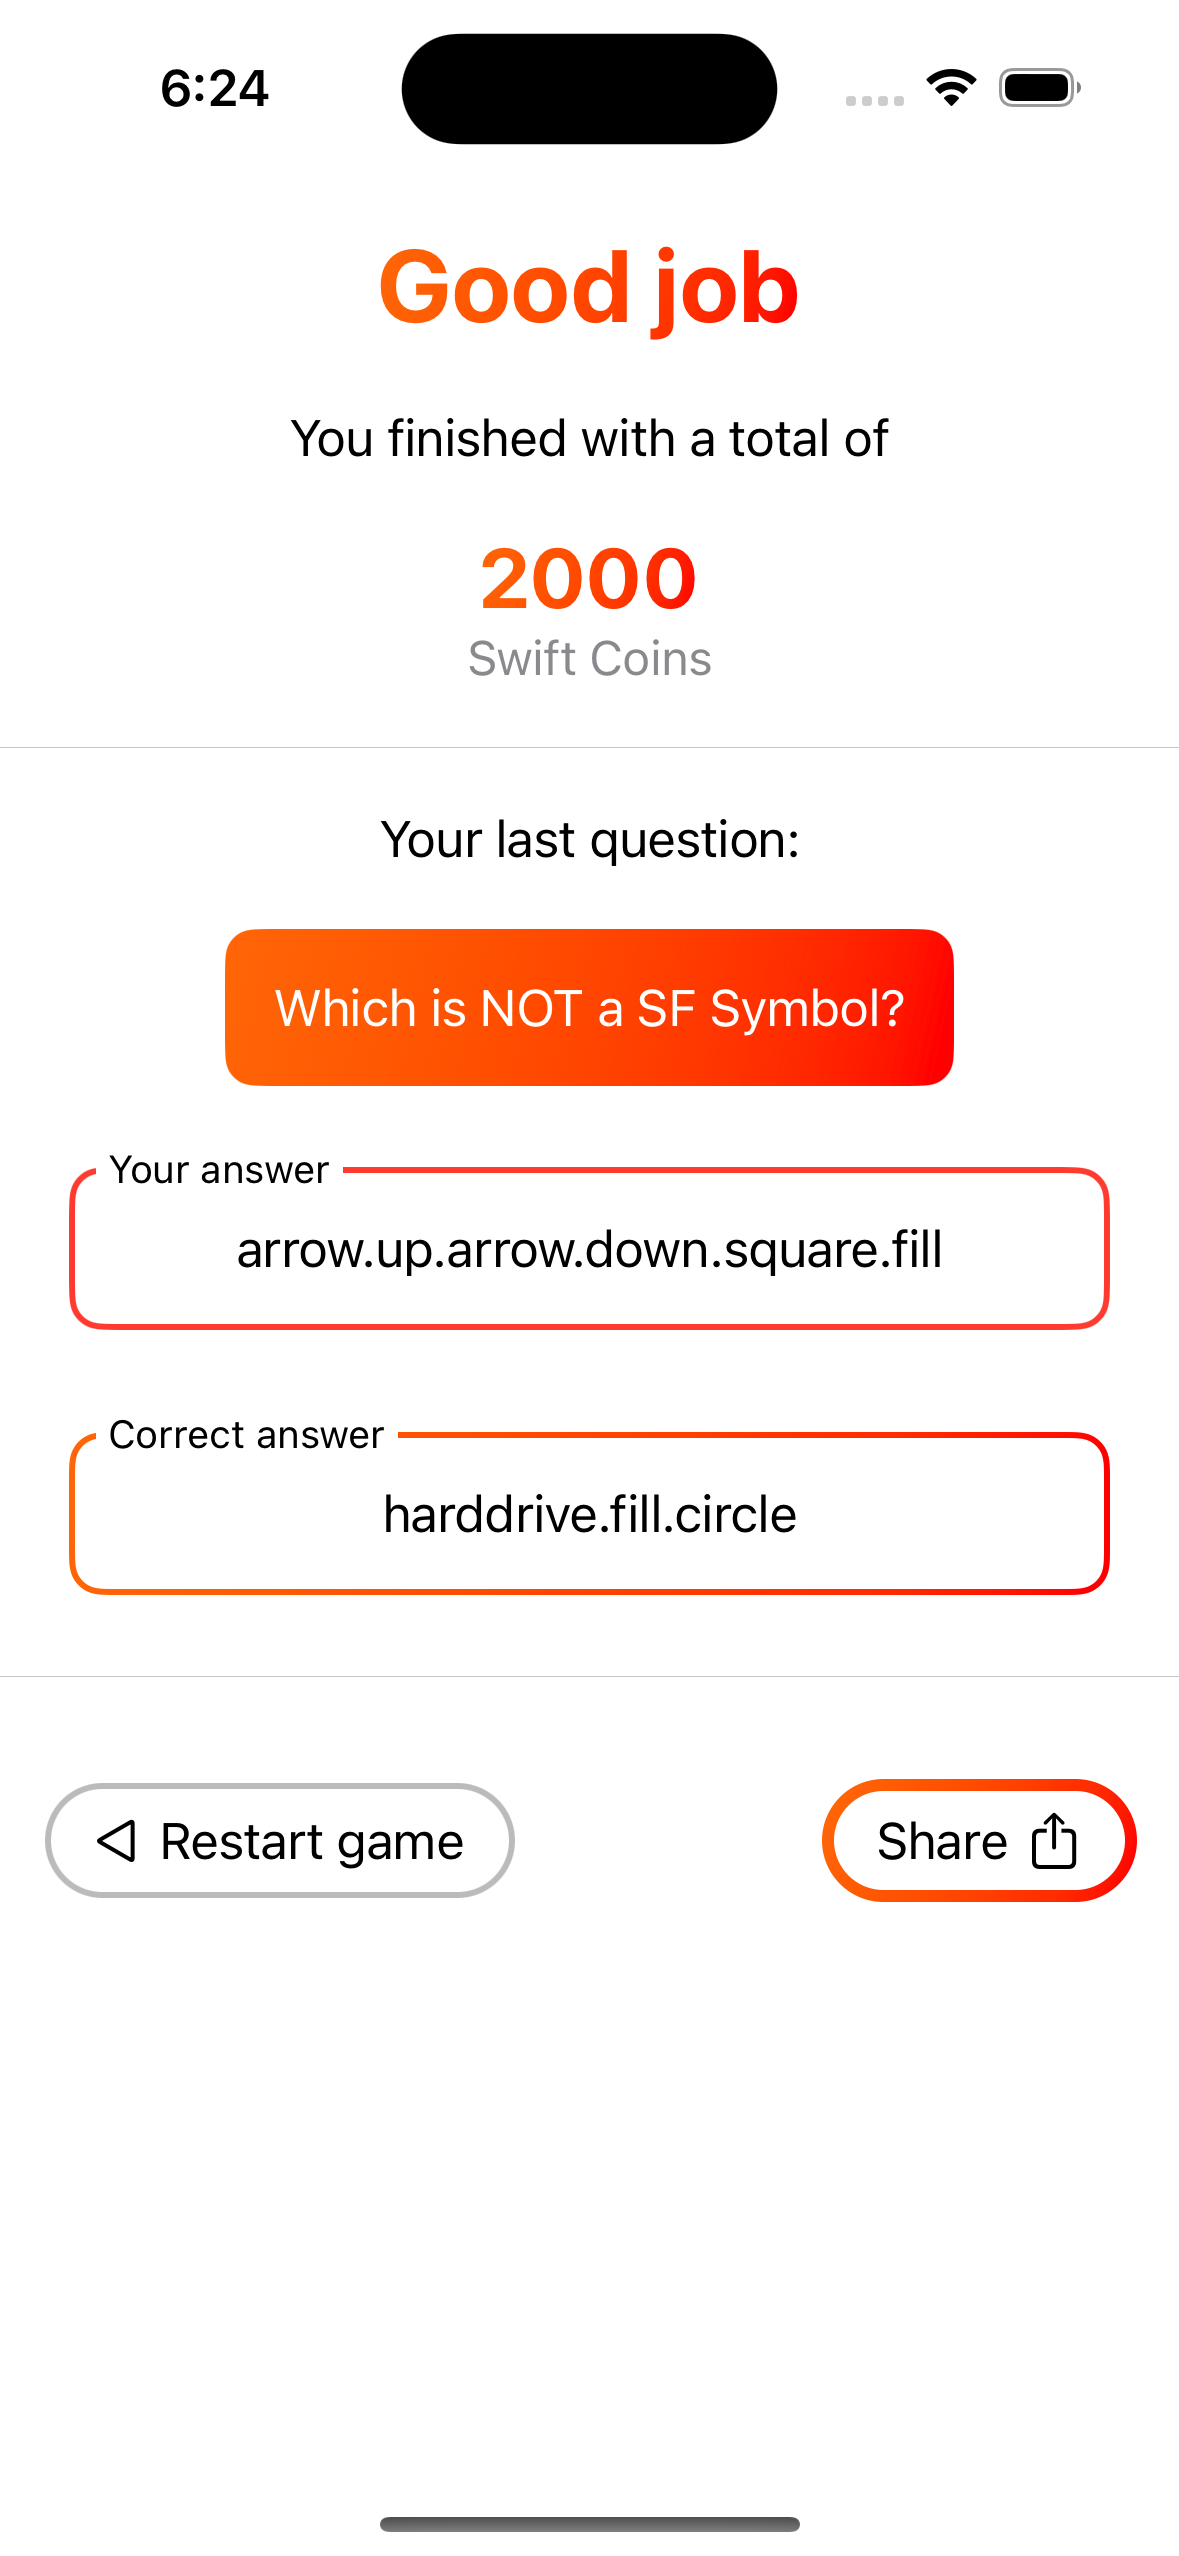 6:24
Good job
You finished with a total of
2000
Swift Coins
Your last question:
Which is NOT a SF Symbol?
Your answer
arrow.up.arrow.down.square.fill
Correct answer
harddrive.fill.circle
Restart game
Share